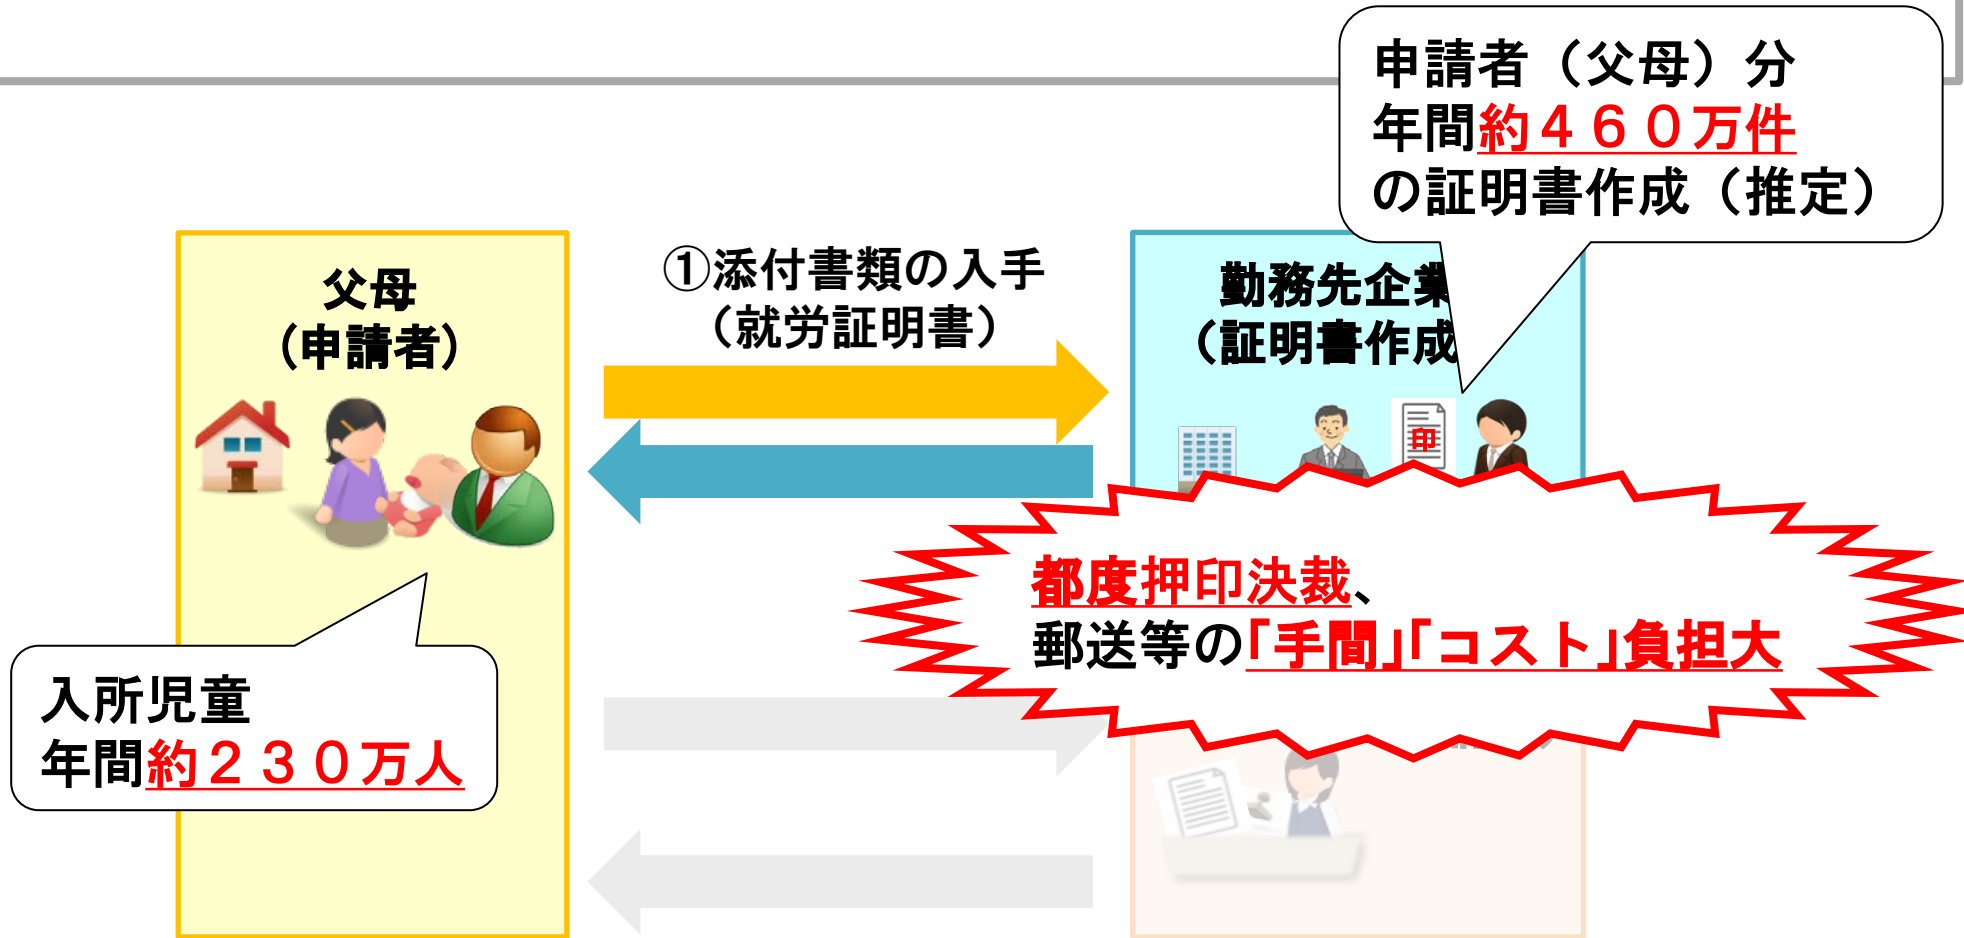 申請者（父母）分
年間約４６０万件
の証明書作成（推定）
父母
（申請者）
①添付書類の入手
（就労証明書）
勤務先企業
（証明書作成
印
都度押印決裁、
郵送等の「手間」「コスト」負担大
入所児童
年間約２３０万人